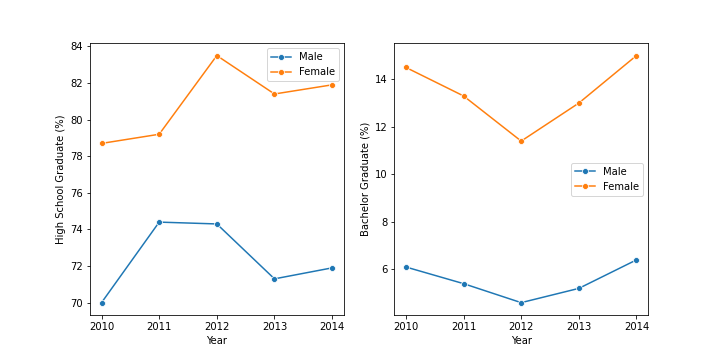 High School Graduate (%)
84
82
80
78
76
74
72
70
2010 2011 2012 2013 2014
Year
Male
Female
Bachelor Graduate (%)
14
12
10
8
6
2010 2011 2012 2013 2014
Year
Male
Female